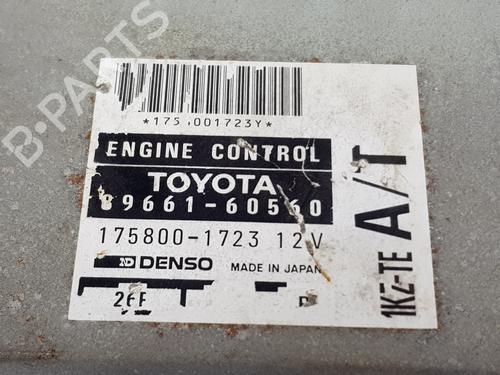 B-PARTS
*175 001723Y*
ENGINE CONTROL
TOYOTA
89661-60560
175800-1723 12V
DENSO MADE IN JAPAN
1KZ-TE A/T